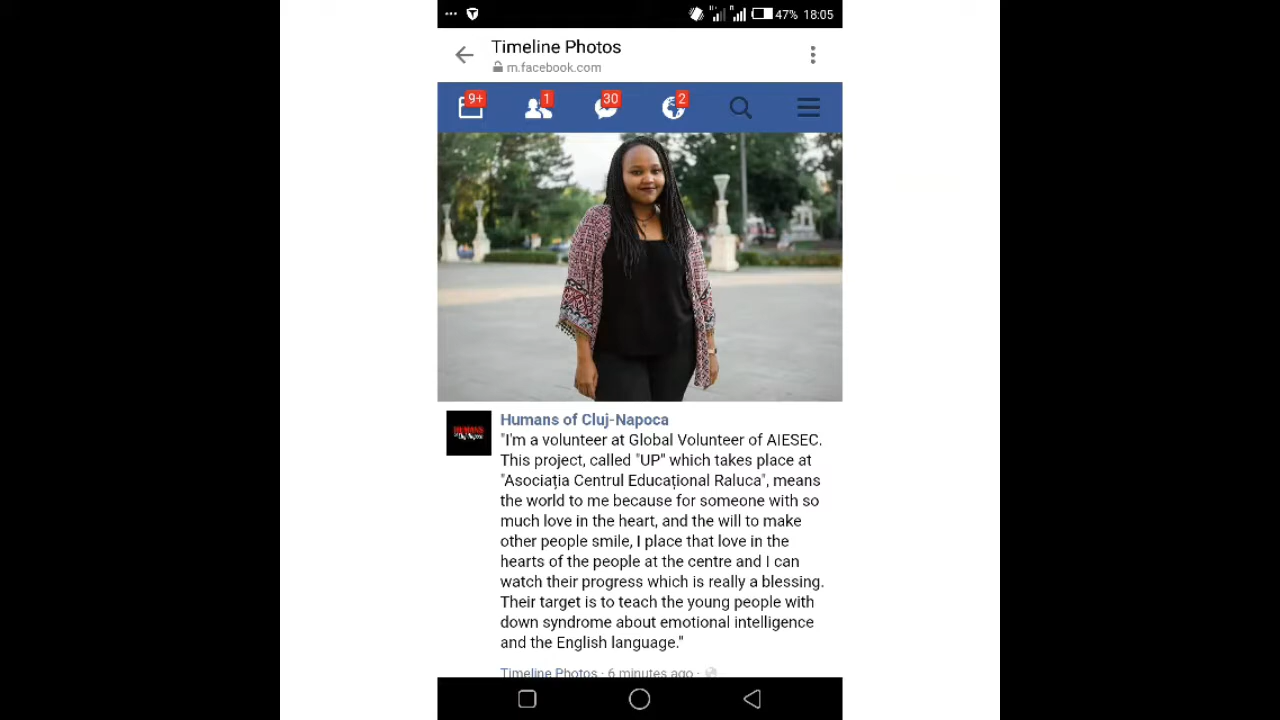 47% 18:05
Timeline Photos
m.facebook.com
9+ 1 30 2
Humans of Cluj-Napoca
"I'm a volunteer at Global Volunteer of AIESEC.
This project, called "UP" which takes place at
"Asociația Centrul Educațional Raluca", means
the world to me because for someone with so
much love in the heart, and the will to make
other people smile, I place that love in the
hearts of the people at the centre and I can
watch their progress which is really a blessing.
Their target is to teach the young people with
down syndrome about emotional intelligence
and the English language."
Timeline Photos · 6 minutes ago ·